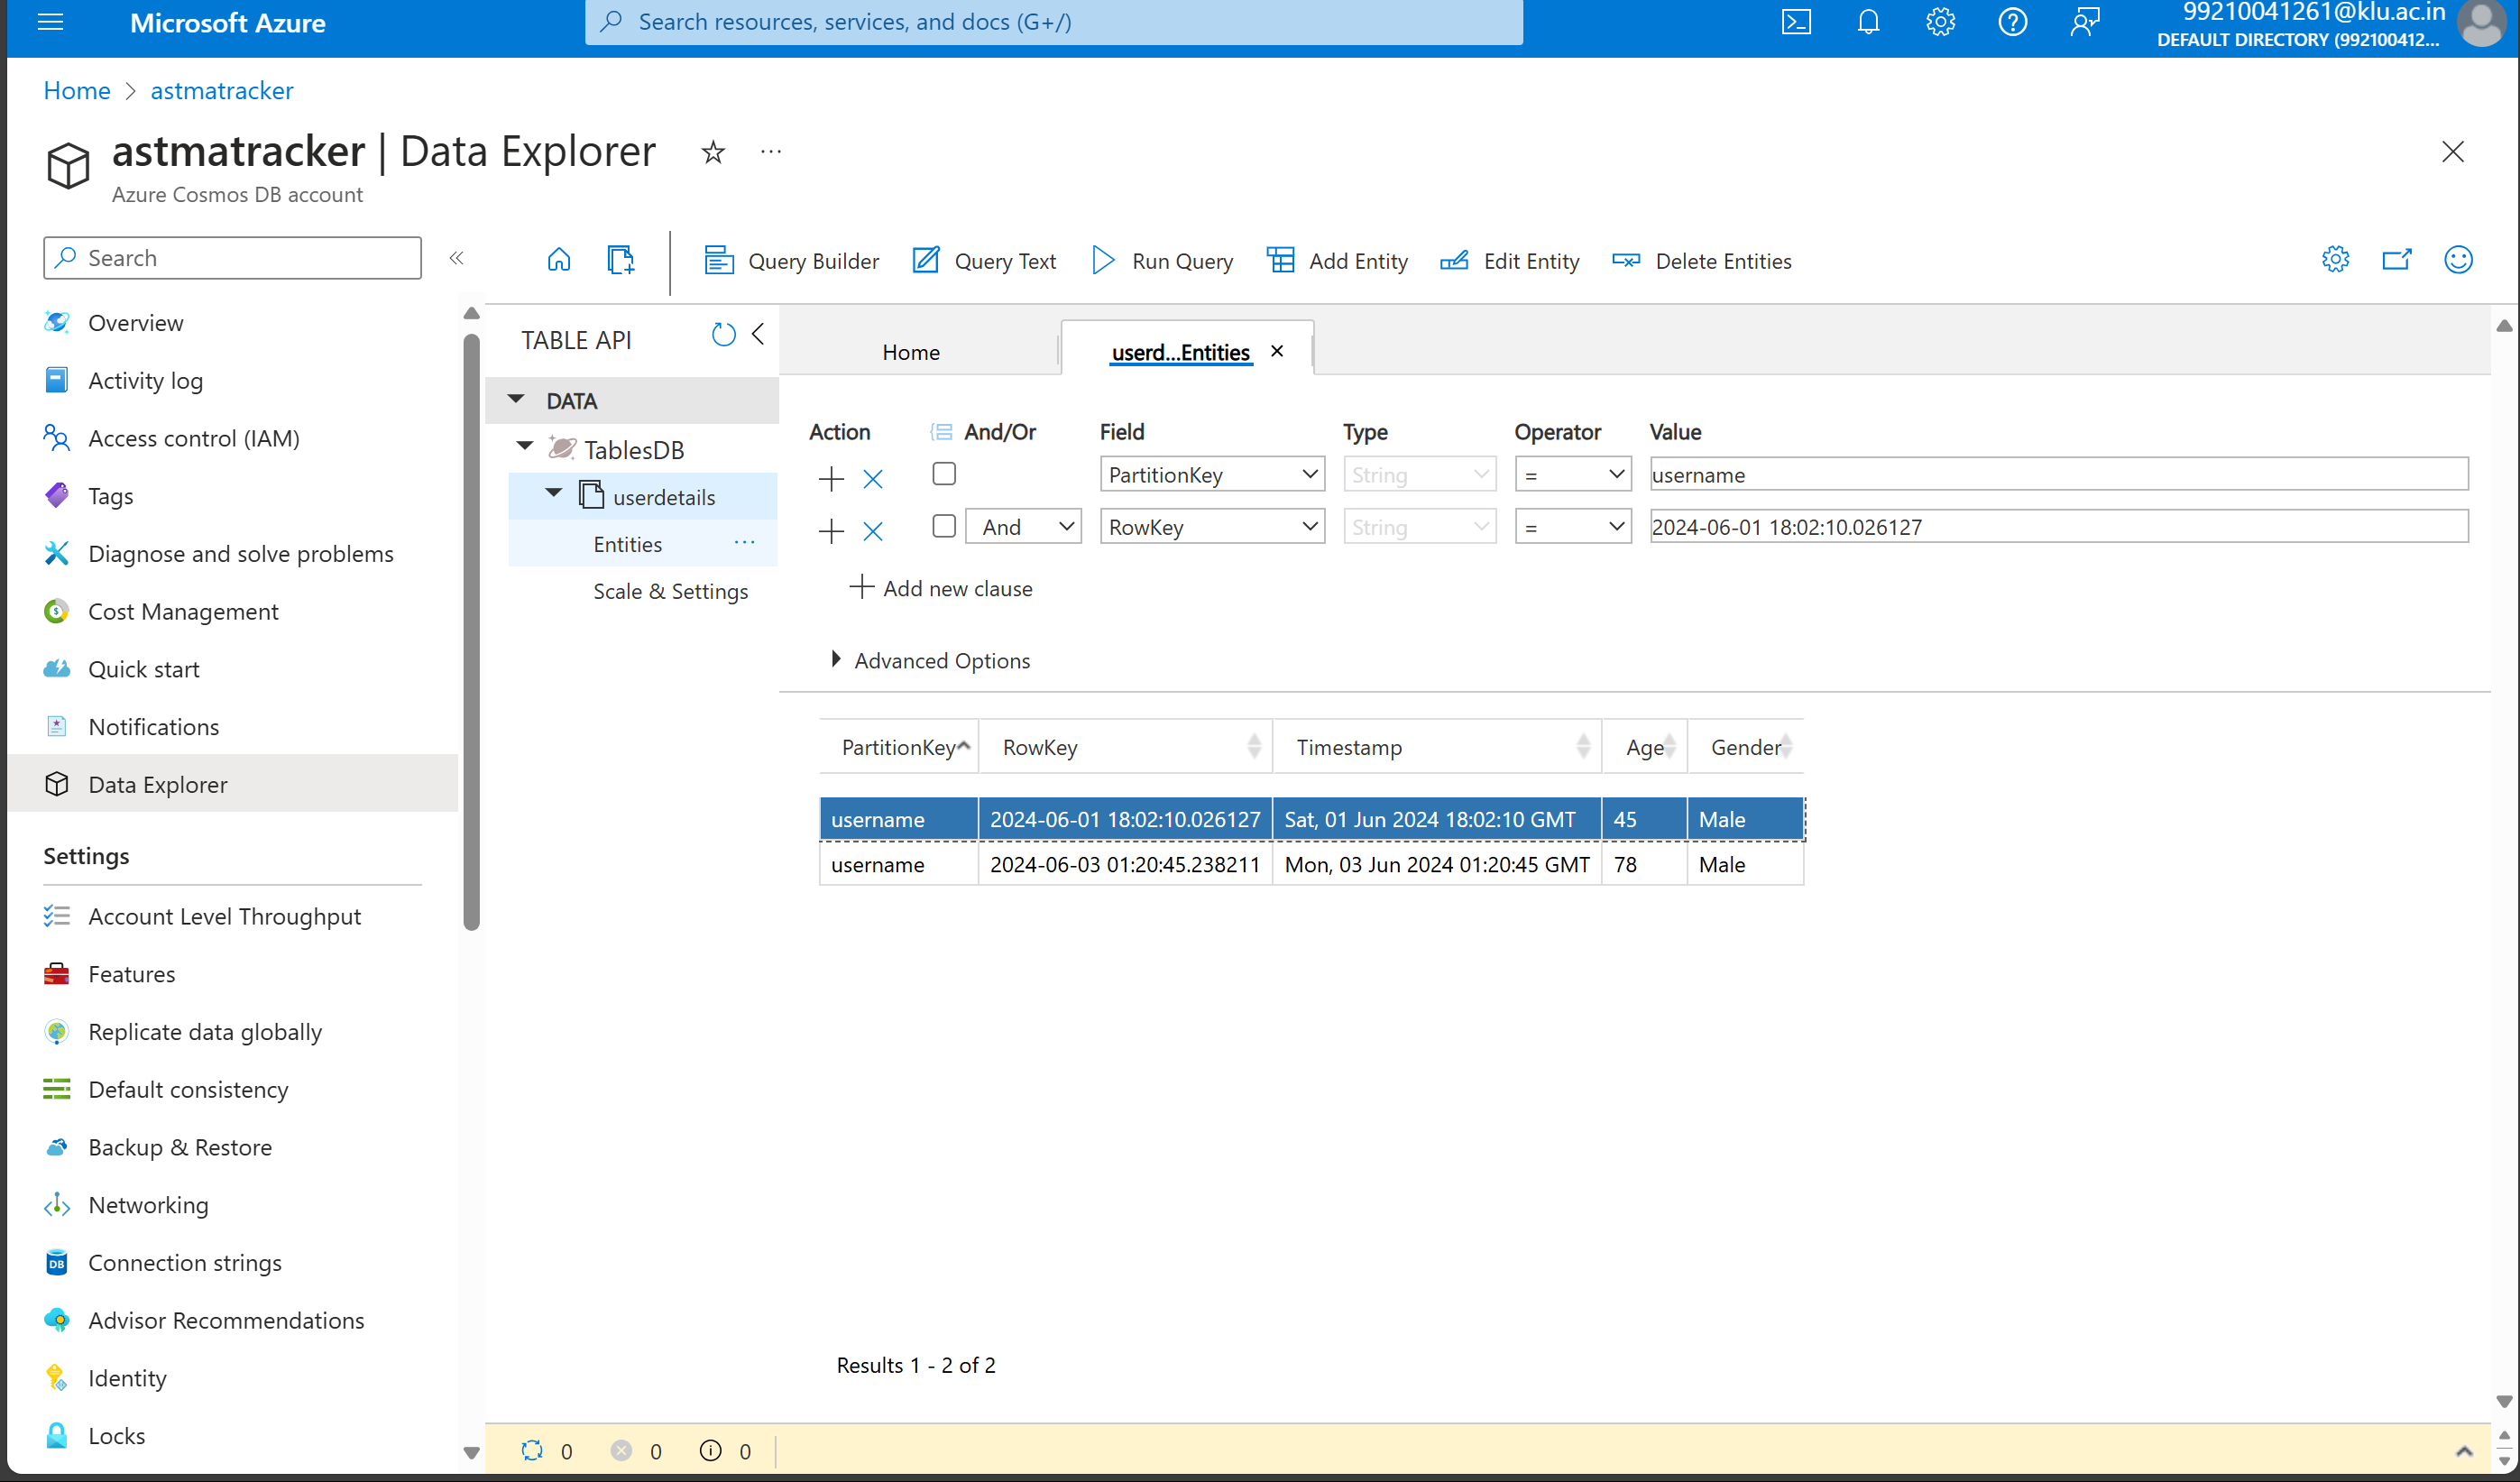 Microsoft Azure
Search resources, services, and docs (G+/)
99210041261@klu.ac.in
DEFAULT DIRECTORY (992100412...
Home > astmatracker
astmatracker | Data Explorer
Azure Cosmos DB account
Search
Overview
Activity log
Access control (IAM)
Tags
Diagnose and solve problems
Cost Management
Quick start
Notifications
Data Explorer
Settings
Account Level Throughput
Features
Replicate data globally
Default consistency
Backup & Restore
Networking
Connection strings
Advisor Recommendations
Identity
Locks
Query Builder Query Text Run Query Add Entity Edit Entity Delete Entities
TABLE API
DATA
TablesDB
userdetails
Entities ...
Scale & Settings
Home userd...Entities
Action And/Or Field Type Operator Value
PartitionKey String = username
And RowKey String = 2024-06-01 18:02:10.026127
Add new clause
Advanced Options
PartitionKey RowKey Timestamp Age Gender
username 2024-06-01 18:02:10.026127 Sat, 01 Jun 2024 18:02:10 GMT 45 Male
username 2024-06-03 01:20:45.238211 Mon, 03 Jun 2024 01:20:45 GMT 78 Male
Results 1 - 2 of 2
0 0 0